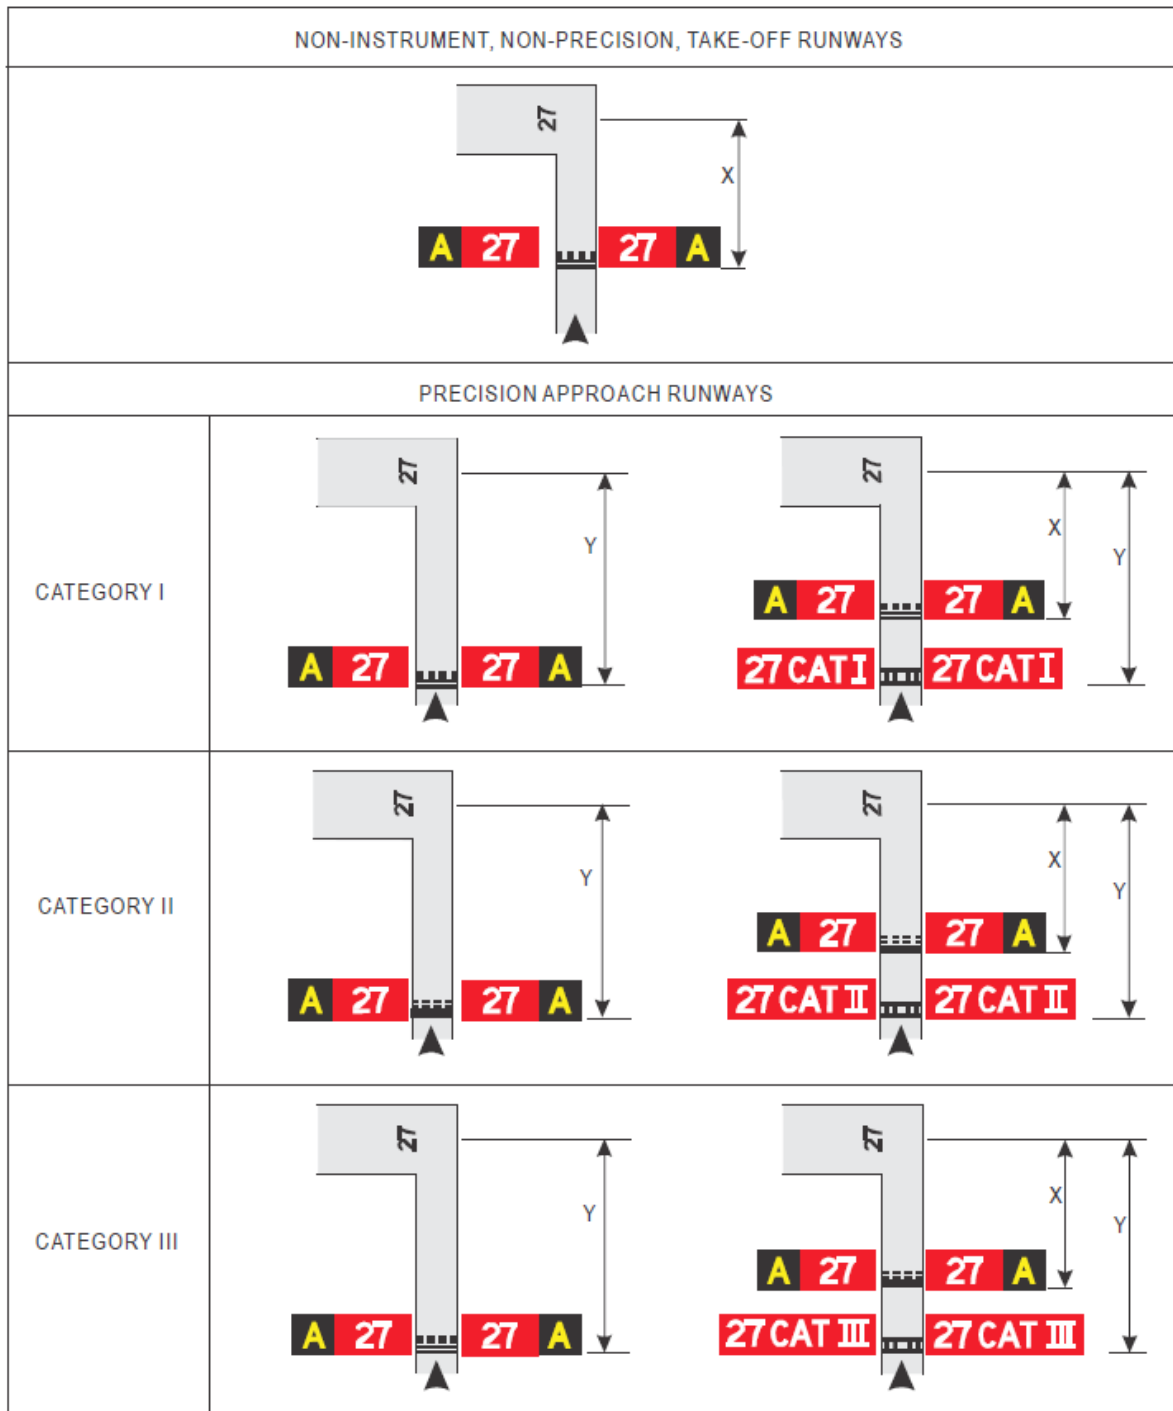 NON-INSTRUMENT, NON-PRECISION, TAKE-OFF RUNWAYS
27
X
A 27 27 A
PRECISION APPROACH RUNWAYS
CATEGORY I
27
Y
A 27 27 A
27
X
Y
A 27 27 A
27 CAT I 27 CAT I
CATEGORY II
27
Y
A 27 27 A
27
X
Y
A 27 27 A
27 CAT II 27 CAT II
CATEGORY III
27
Y
A 27 27 A
27
X
Y
A 27 27 A
27 CAT III 27 CAT III